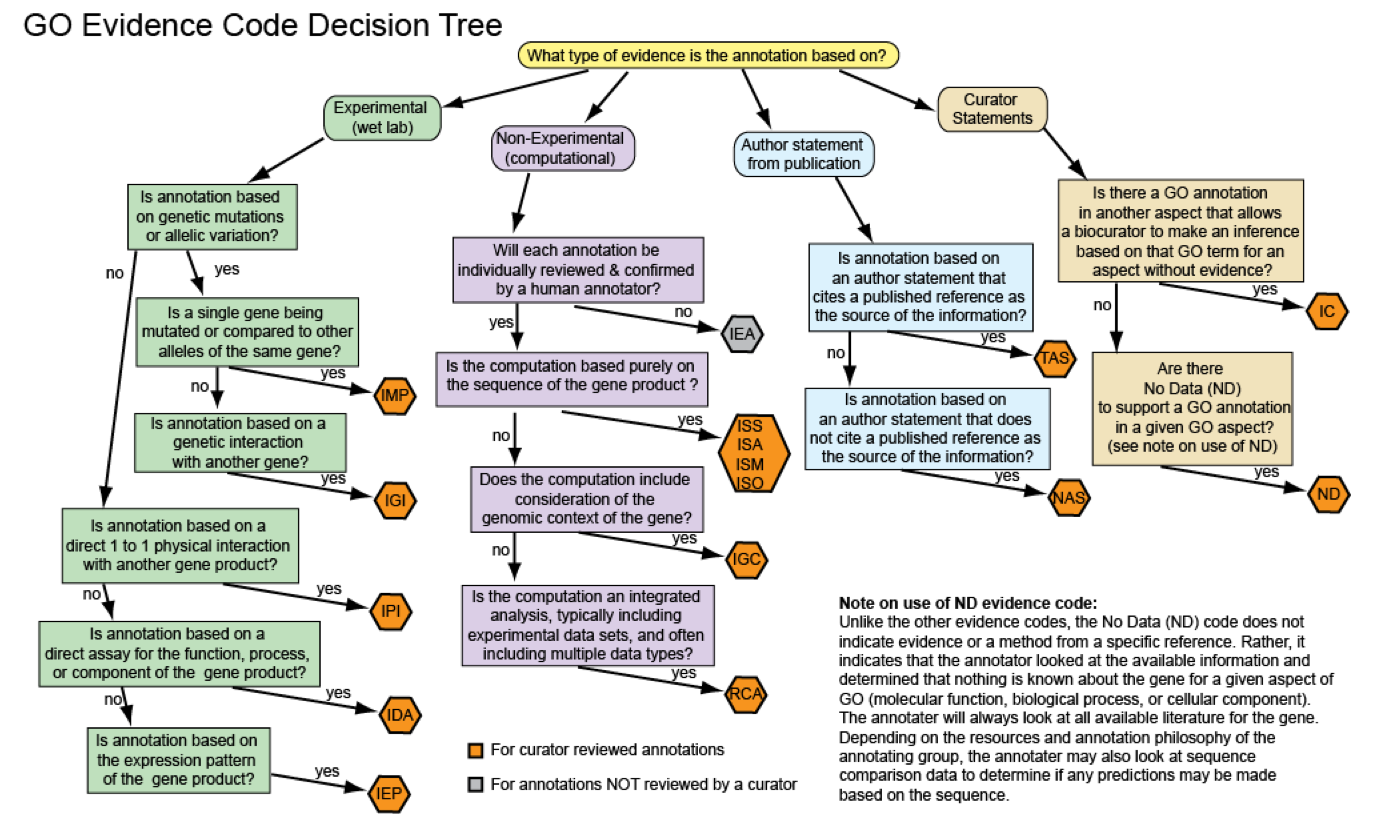 GO Evidence Code Decision Tree
What type of evidence is the annotation based on?
Experimental
(wet lab)
Is annotation based
on genetic mutations
or allelic variation?
no
yes
Is a single gene being
mutated or compared to other
alleles of the same gene?
yes
no
IMP
Is annotation based on a
genetic interaction
with another gene?
yes
IGI
Is annotation based on a
direct 1 to 1 physical interaction
with another gene product?
yes
no
IPI
Is annotation based on a
direct assay for the function, process,
or component of the gene product?
yes
no
IDA
Is annotation based on
the expression pattern
of the gene product?
yes
IEP
Non-Experimental
(computational)
Will each annotation be
individually reviewed & confirmed
by a human annotator?
no
yes
IEA
Is the computation based purely on
the sequence of the gene product ?
yes
no
ISS
ISA
ISM
ISO
Does the computation include
consideration of the
genomic context of the gene?
yes
no
IGC
Is the computation an integrated
analysis, typically including
experimental data sets, and often
including multiple data types?
yes
RCA
For curator reviewed annotations
For annotations NOT reviewed by a curator
Author statement
from publication
Is annotation based on
an author statement that
cites a published reference as
the source of the information?
yes
no
TAS
Is annotation based on
an author statement that does
not cite a published reference as
the source of the information?
yes
NAS
Curator
Statements
Is there a GO annotation
in another aspect that allows
a biocurator to make an inference
based on that GO term for an
aspect without evidence?
yes
no
IC
Are there
No Data (ND)
to support a GO annotation
in a given GO aspect?
(see note on use of ND)
yes
ND
Note on use of ND evidence code:
Unlike the other evidence codes, the No Data (ND) code does not
indicate evidence or a method from a specific reference. Rather, it
indicates that the annotator looked at the available information and
determined that nothing is known about the gene for a given aspect of
GO (molecular function, biological process, or cellular component).
The annotater will always look at all available literature for the gene.
Depending on the resources and annotation philosophy of the
annotating group, the annotater may also look at sequence
comparison data to determine if any predictions may be made
based on the sequence.